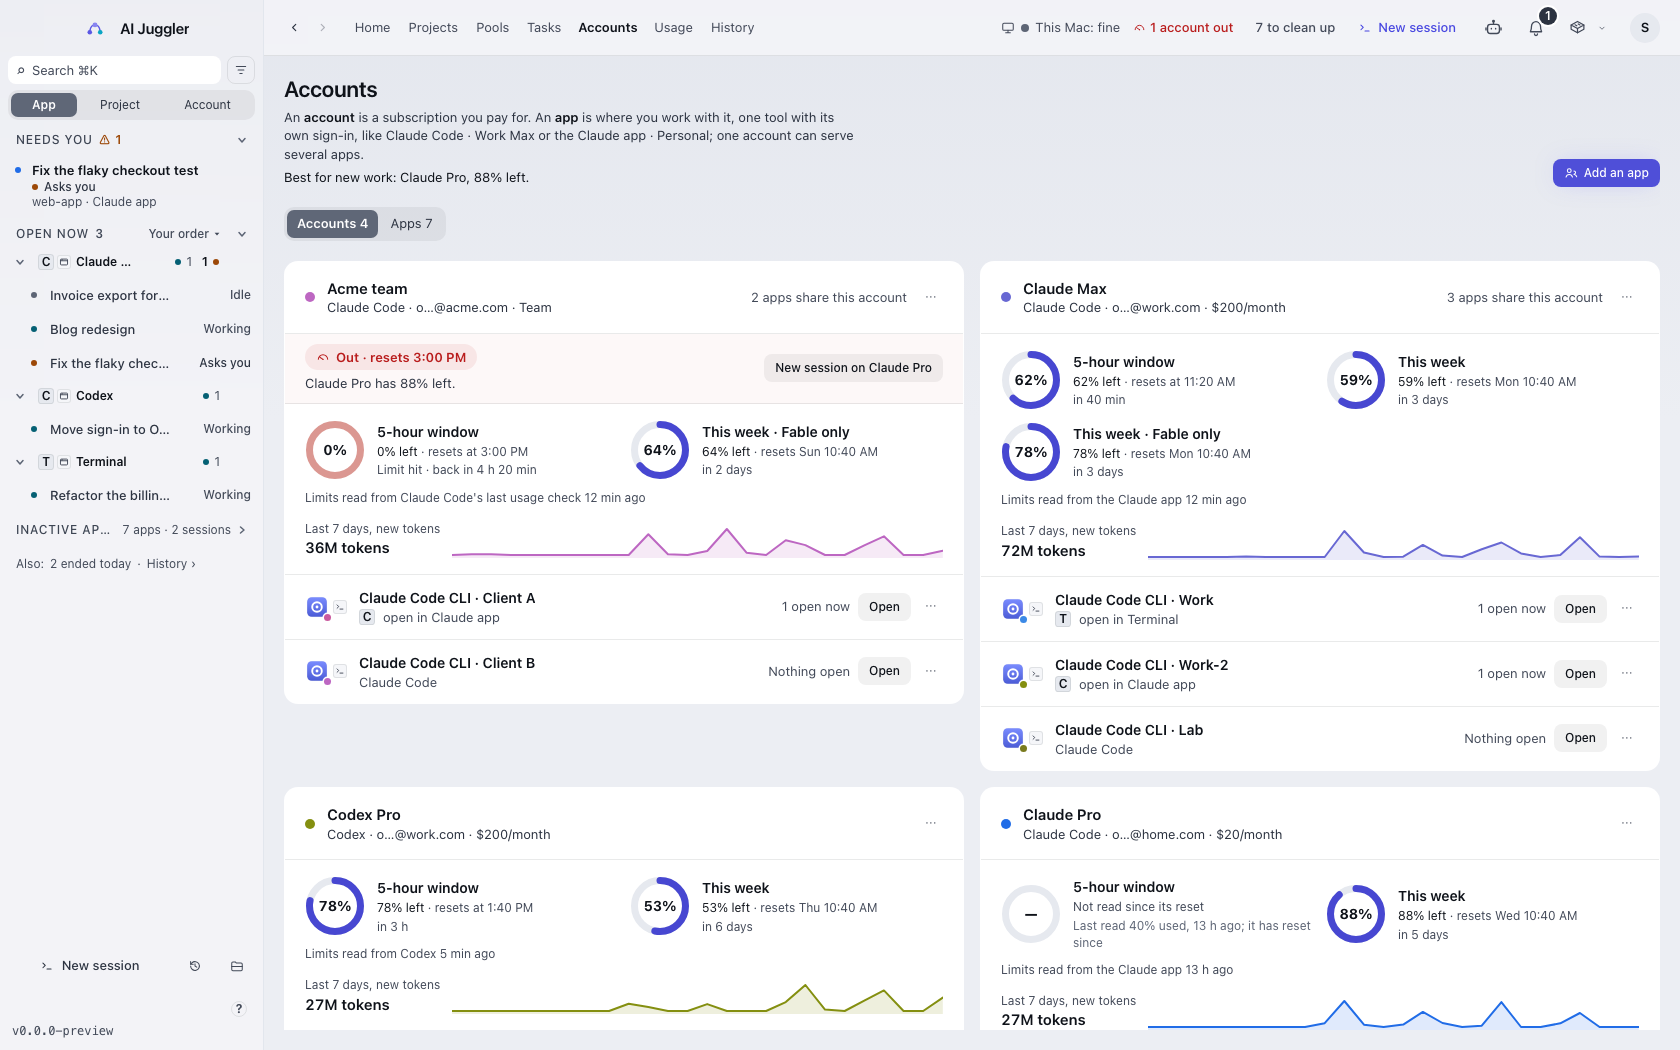 AI Juggler
Search ⌘K
App
Project
Account
NEEDS YOU 1
Fix the flaky checkout test
Asks you
web-app · Claude app
OPEN NOW 3
Your order
C Claude ... 1 1
Invoice export for... Idle
Blog redesign Working
Fix the flaky chec... Asks you
C Codex 1
Move sign-in to O... Working
T Terminal 1
Refactor the billin... Working
INACTIVE AP... 7 apps · 2 sessions
Also: 2 ended today · History ›
New session
?
v0.0.0-preview
Home Projects Pools Tasks Accounts Usage History
This Mac: fine 1 account out 7 to clean up New session 1 S
Accounts
An account is a subscription you pay for. An app is where you work with it, one tool with its
own sign-in, like Claude Code · Work Max or the Claude app · Personal; one account can serve
several apps.
Best for new work: Claude Pro, 88% left.
Add an app
Accounts 4 Apps 7
Acme team
Claude Code · o...@acme.com · Team
2 apps share this account
Out · resets 3:00 PM
Claude Pro has 88% left.
New session on Claude Pro
0%
5-hour window
0% left · resets at 3:00 PM
Limit hit · back in 4 h 20 min
64%
This week · Fable only
64% left · resets Sun 10:40 AM
in 2 days
Limits read from Claude Code's last usage check 12 min ago
Last 7 days, new tokens
36M tokens
Claude Code CLI · Client A
C open in Claude app
1 open now Open
Claude Code CLI · Client B
Claude Code
Nothing open Open
Claude Max
Claude Code · o...@work.com · $200/month
3 apps share this account
62%
5-hour window
62% left · resets at 11:20 AM
in 40 min
59%
This week
59% left · resets Mon 10:40 AM
in 3 days
78%
This week · Fable only
78% left · resets Mon 10:40 AM
in 3 days
Limits read from the Claude app 12 min ago
Last 7 days, new tokens
72M tokens
Claude Code CLI · Work
T open in Terminal
1 open now Open
Claude Code CLI · Work-2
C open in Claude app
1 open now Open
Claude Code CLI · Lab
Claude Code
Nothing open Open
Codex Pro
Codex · o...@work.com · $200/month
78%
5-hour window
78% left · resets at 1:40 PM
in 3 h
53%
This week
53% left · resets Thu 10:40 AM
in 6 days
Limits read from Codex 5 min ago
Last 7 days, new tokens
27M tokens
Claude Pro
Claude Code · o...@home.com · $20/month
–
5-hour window
Not read since its reset
Last read 40% used, 13 h ago; it has reset
since
88%
This week
88% left · resets Wed 10:40 AM
in 5 days
Limits read from the Claude app 13 h ago
Last 7 days, new tokens
27M tokens